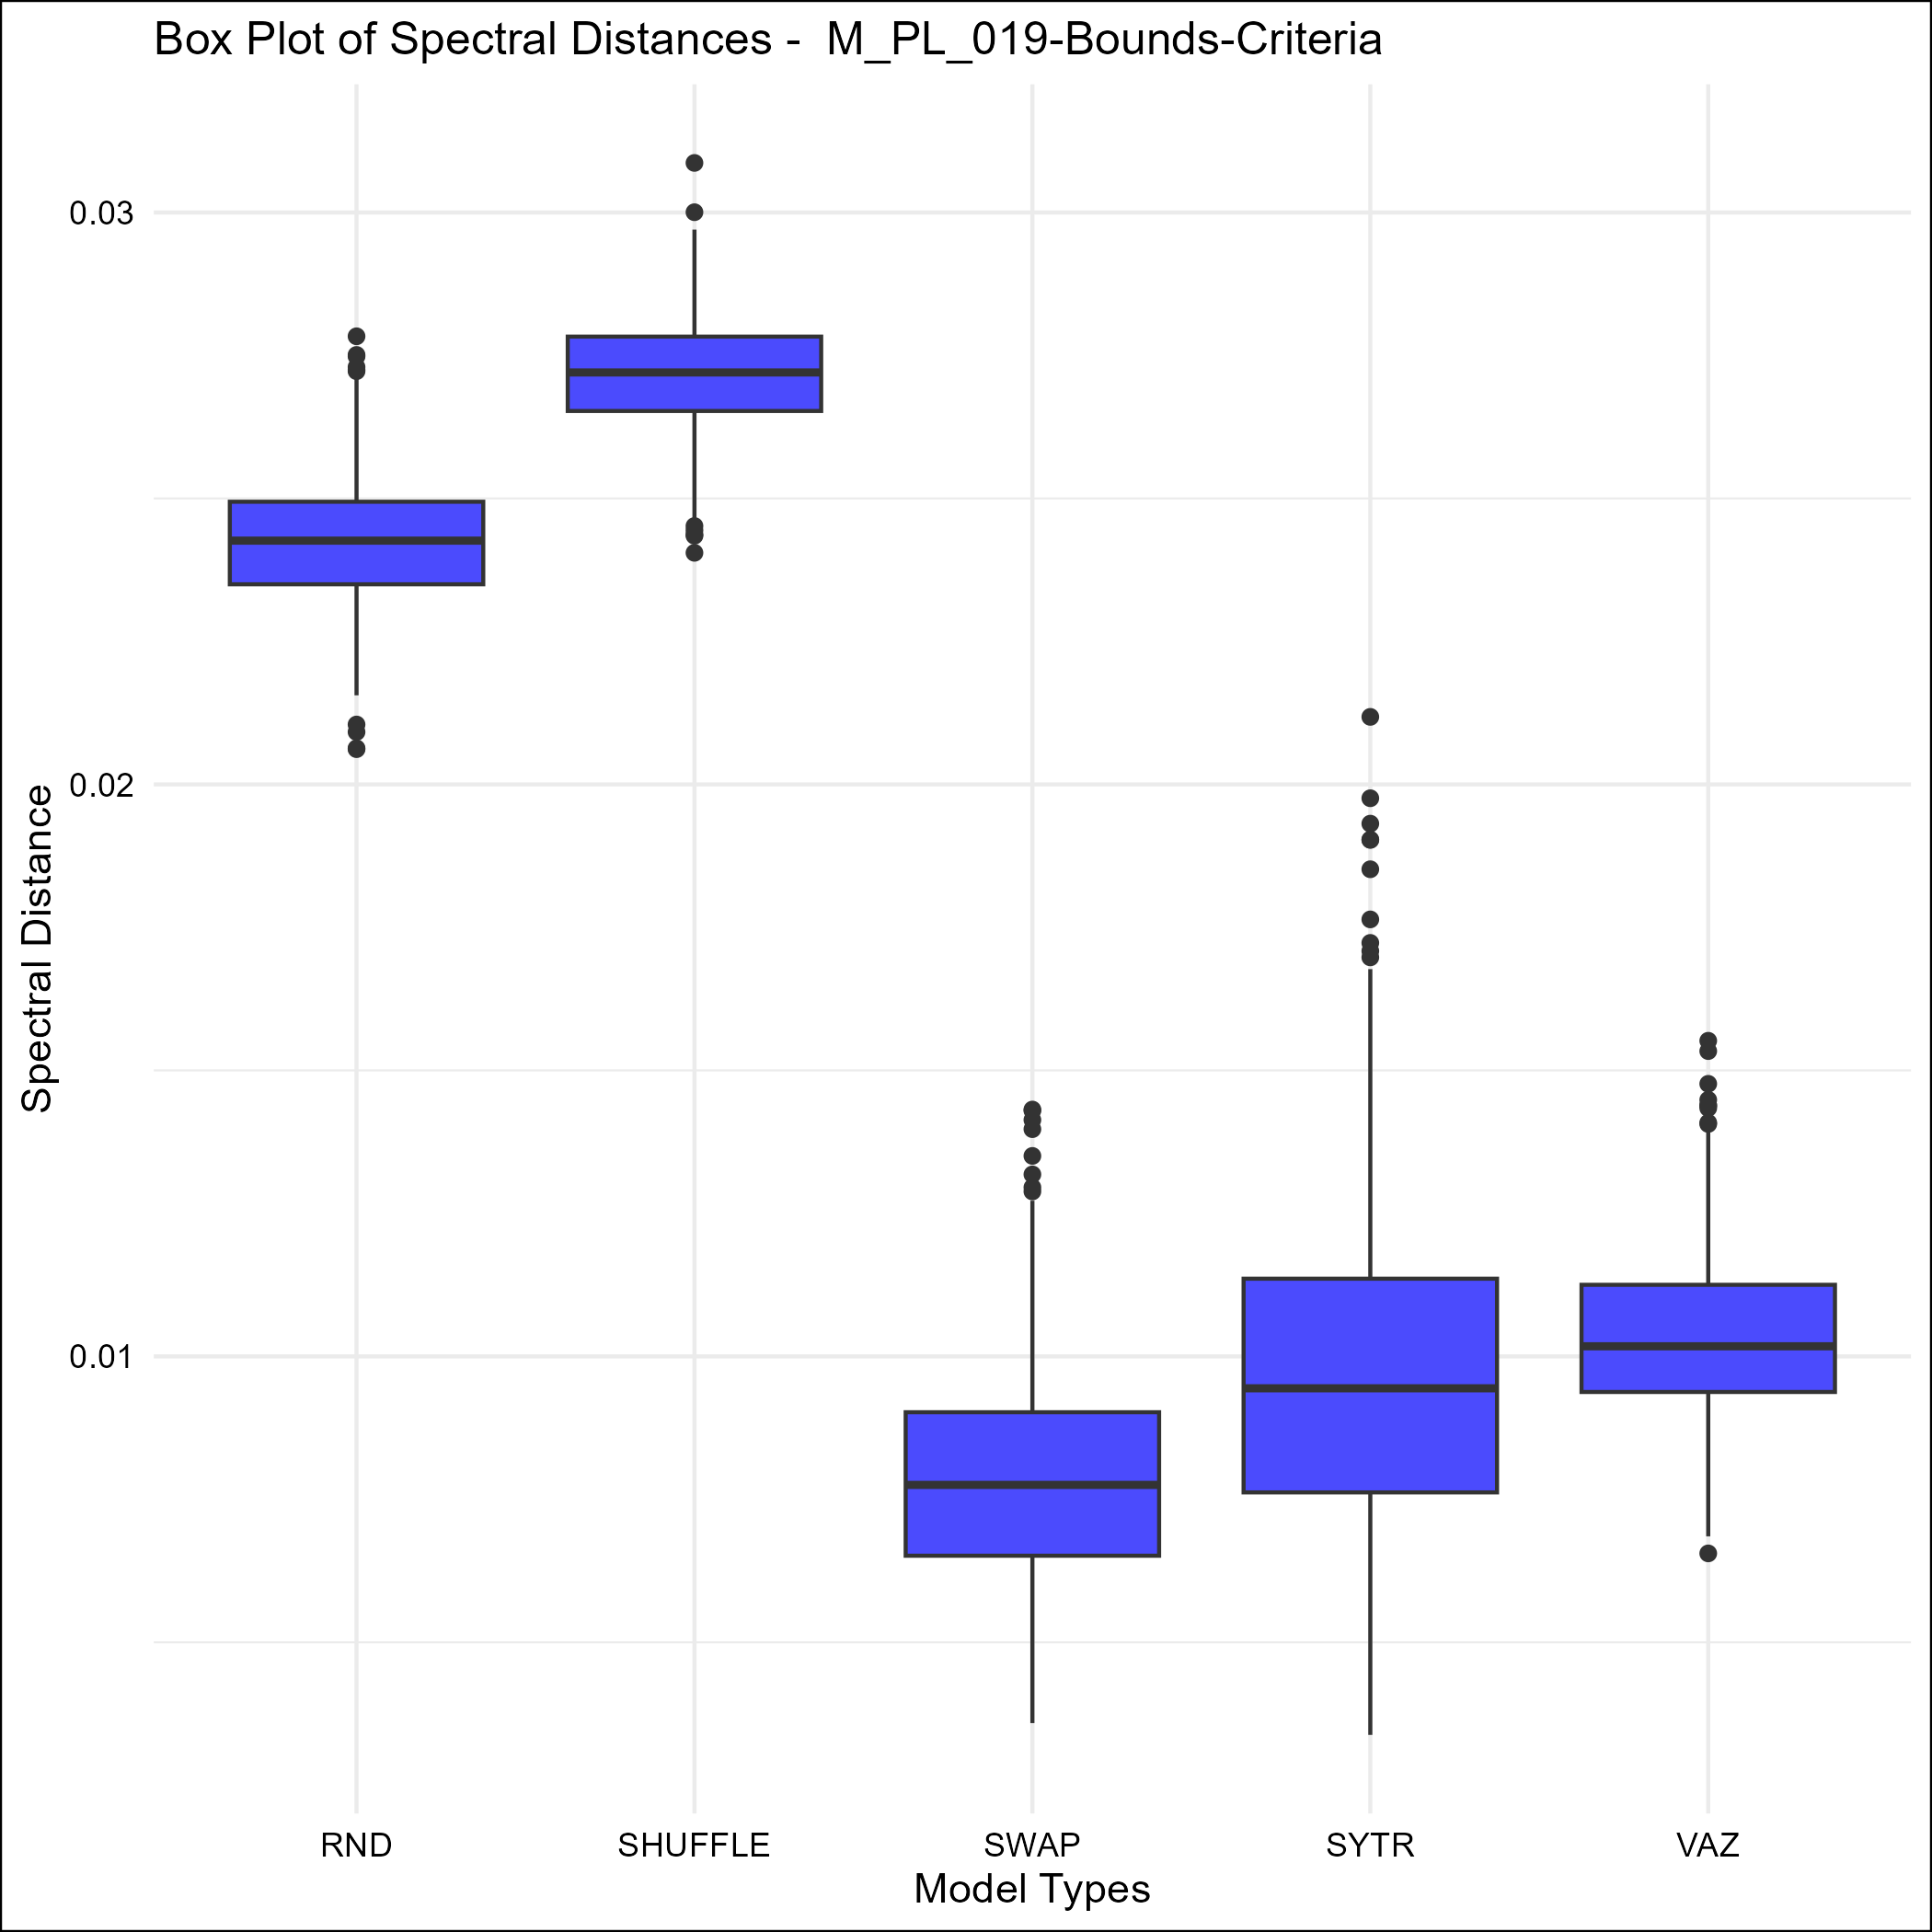 Box Plot of Spectral Distances -  M_PL_019-Bounds-Criteria
0.03
0.02
0.01
Spectral Distance
RND SHUFFLE SWAP SYTR VAZ
Model Types